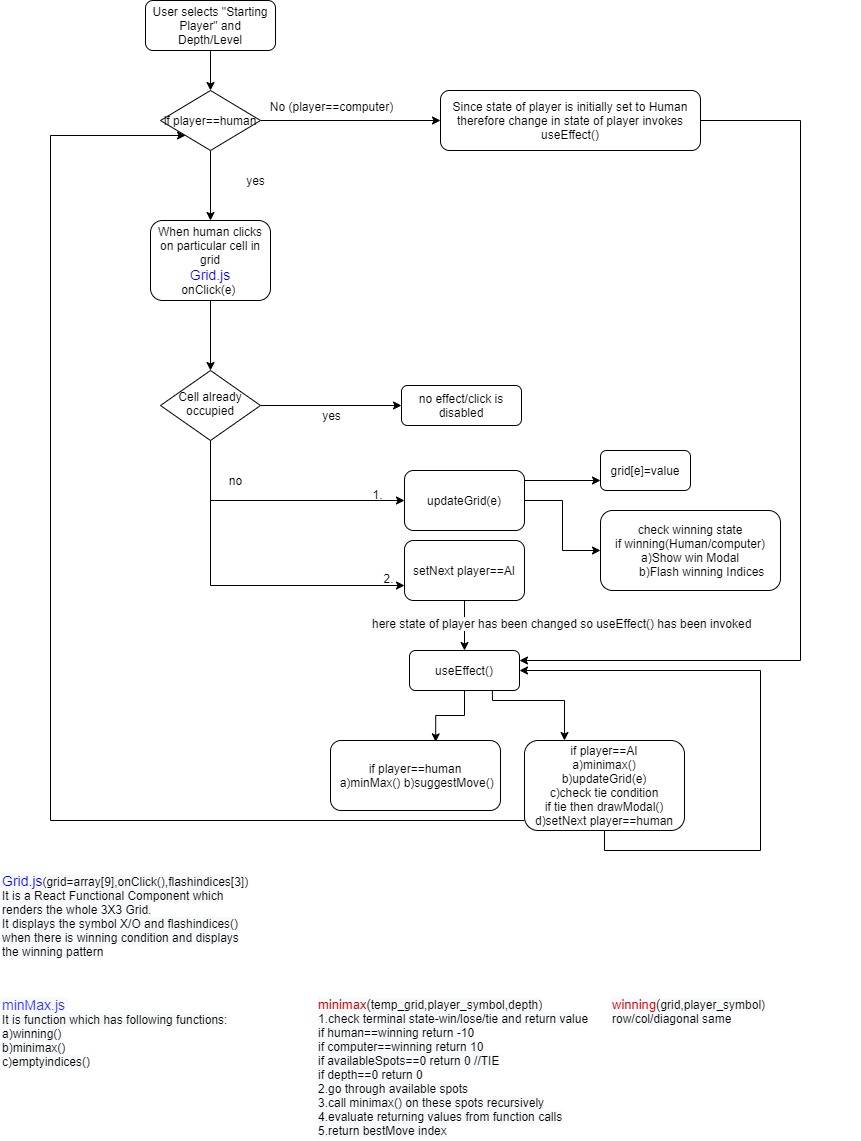 User selects "Starting
Player" and
Depth/Level
If player==human
No (player==computer)
Since state of player is initially set to Human
therefore change in state of player invokes
useEffect()
yes
When human clicks
on particular cell in
grid
Grid.js
onClick(e)
Cell already
occupied
yes
no effect/click is
disabled
no
1.
updateGrid(e)
grid[e]=value
check winning state
if winning(Human/computer)
a)Show win Modal
b)Flash winning Indices
2.
setNext player==AI
here state of player has been changed so useEffect() has been invoked
useEffect()
if player==human
a)minMax() b)suggestMove()
if player==AI
a)minimax()
b)updateGrid(e)
c)check tie condition
if tie then drawModal()
d)setNext player==human
Grid.js(grid=array[9],onClick(),flashindices[3])
It is a React Functional Component which
renders the whole 3X3 Grid.
It displays the symbol X/O and flashindices()
when there is winning condition and displays
the winning pattern
minMax.js
It is function which has following functions:
a)winning()
b)minimax()
c)emptyindices()
minimax(temp_grid,player_symbol,depth)
1.check terminal state-win/lose/tie and return value
if human==winning return -10
if computer==winning return 10
if availableSpots==0 return 0 //TIE
if depth==0 return 0
2.go through available spots
3.call minimax() on these spots recursively
4.evaluate returning values from function calls
5.return bestMove index
winning(grid,player_symbol)
row/col/diagonal same